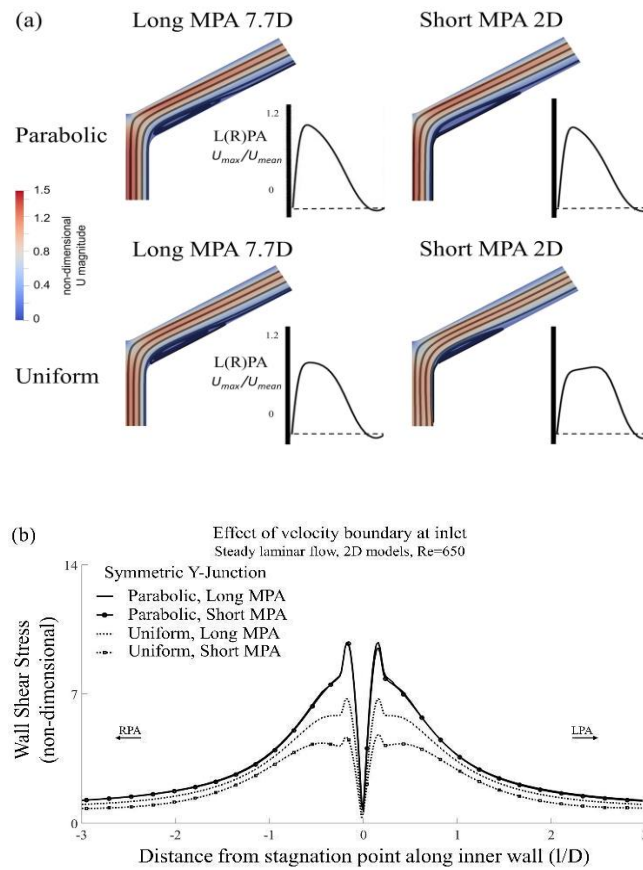 (a)
Long MPA 7.7D Short MPA 2D
Parabolic
1.2
L(R)PA
Umax/Umean
0
1.5
1.2
0.8
0.4
0
non-dimensional
U magnitude
Long MPA 7.7D Short MPA 2D
Uniform
1.2
L(R)PA
Umax/Umean
0
(b)
Effect of velocity boundary at inlet
Steady laminar flow, 2D models, Re=650
Symmetric Y-Junction
Parabolic, Long MPA
Parabolic, Short MPA
Uniform, Long MPA
Uniform, Short MPA
Wall Shear Stress
(non-dimensional)
14
7
0
RPA
LPA
-3 -2 -1 0 1 2 3
Distance from stagnation point along inner wall (l/D)